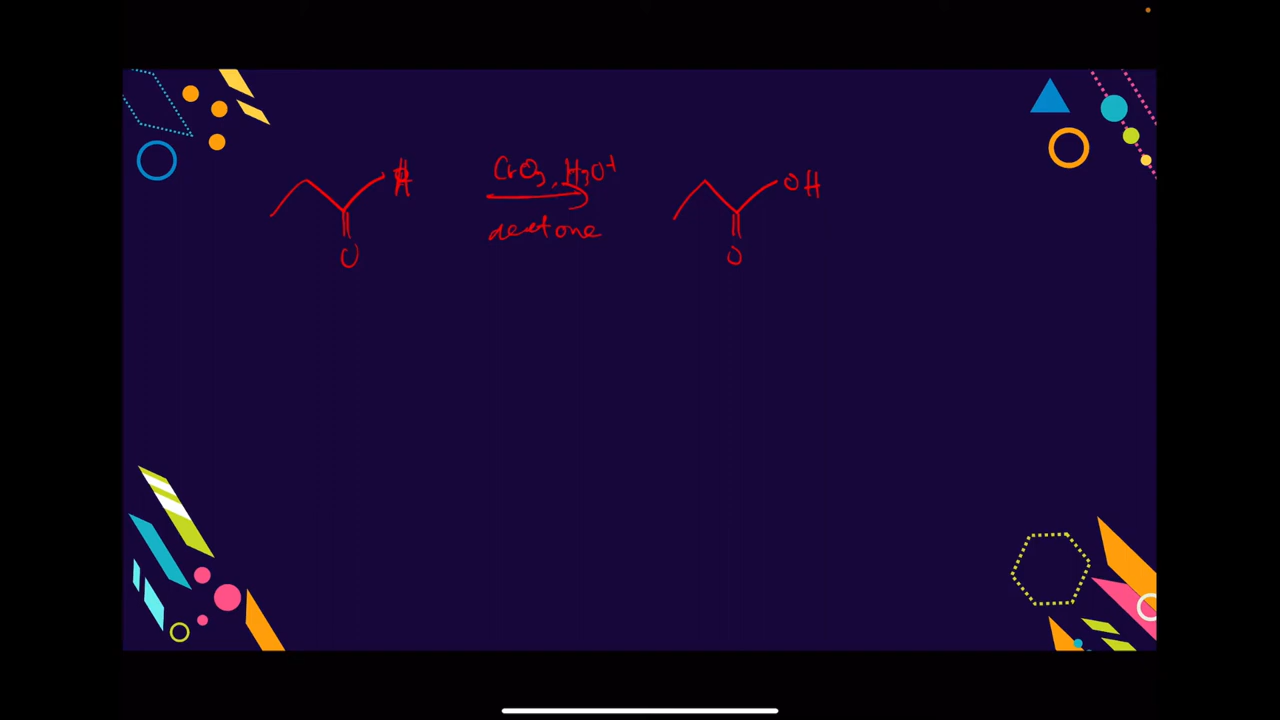 H
CrO3, H3O+
OH
acetone
O
O